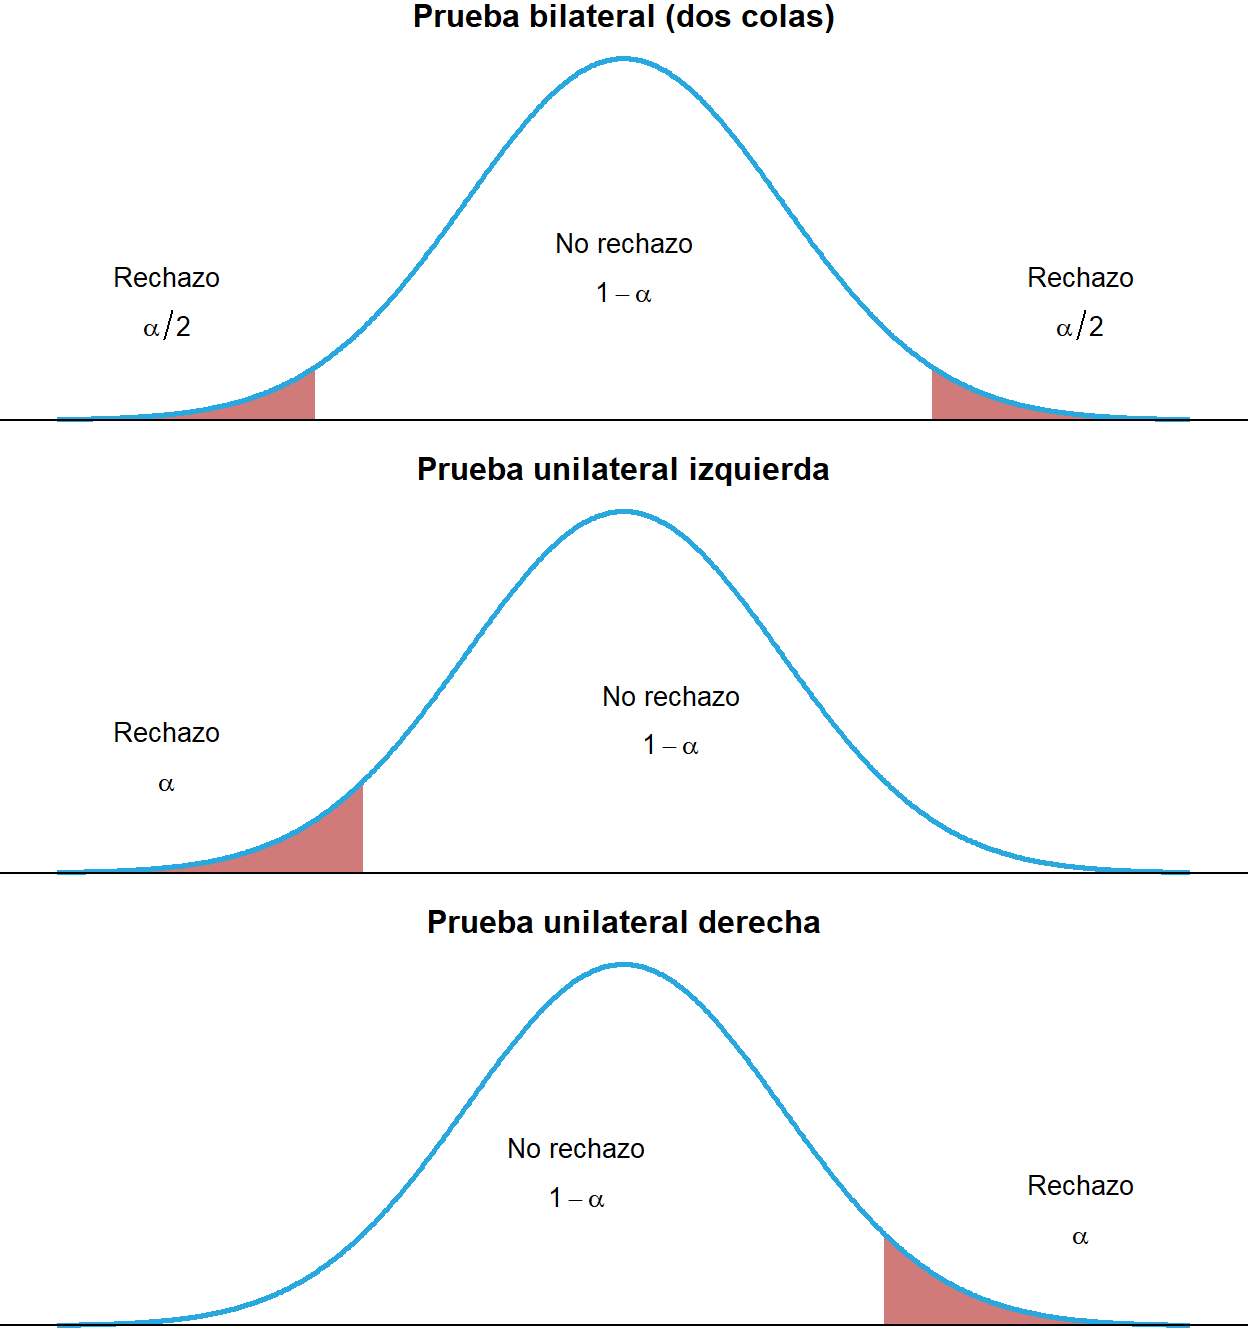 Prueba bilateral (dos colas)
No rechazo
1 – α
Rechazo
α/2
Rechazo
α/2
Prueba unilateral izquierda
No rechazo
1 – α
Rechazo
α
Prueba unilateral derecha
No rechazo
1 – α
Rechazo
α